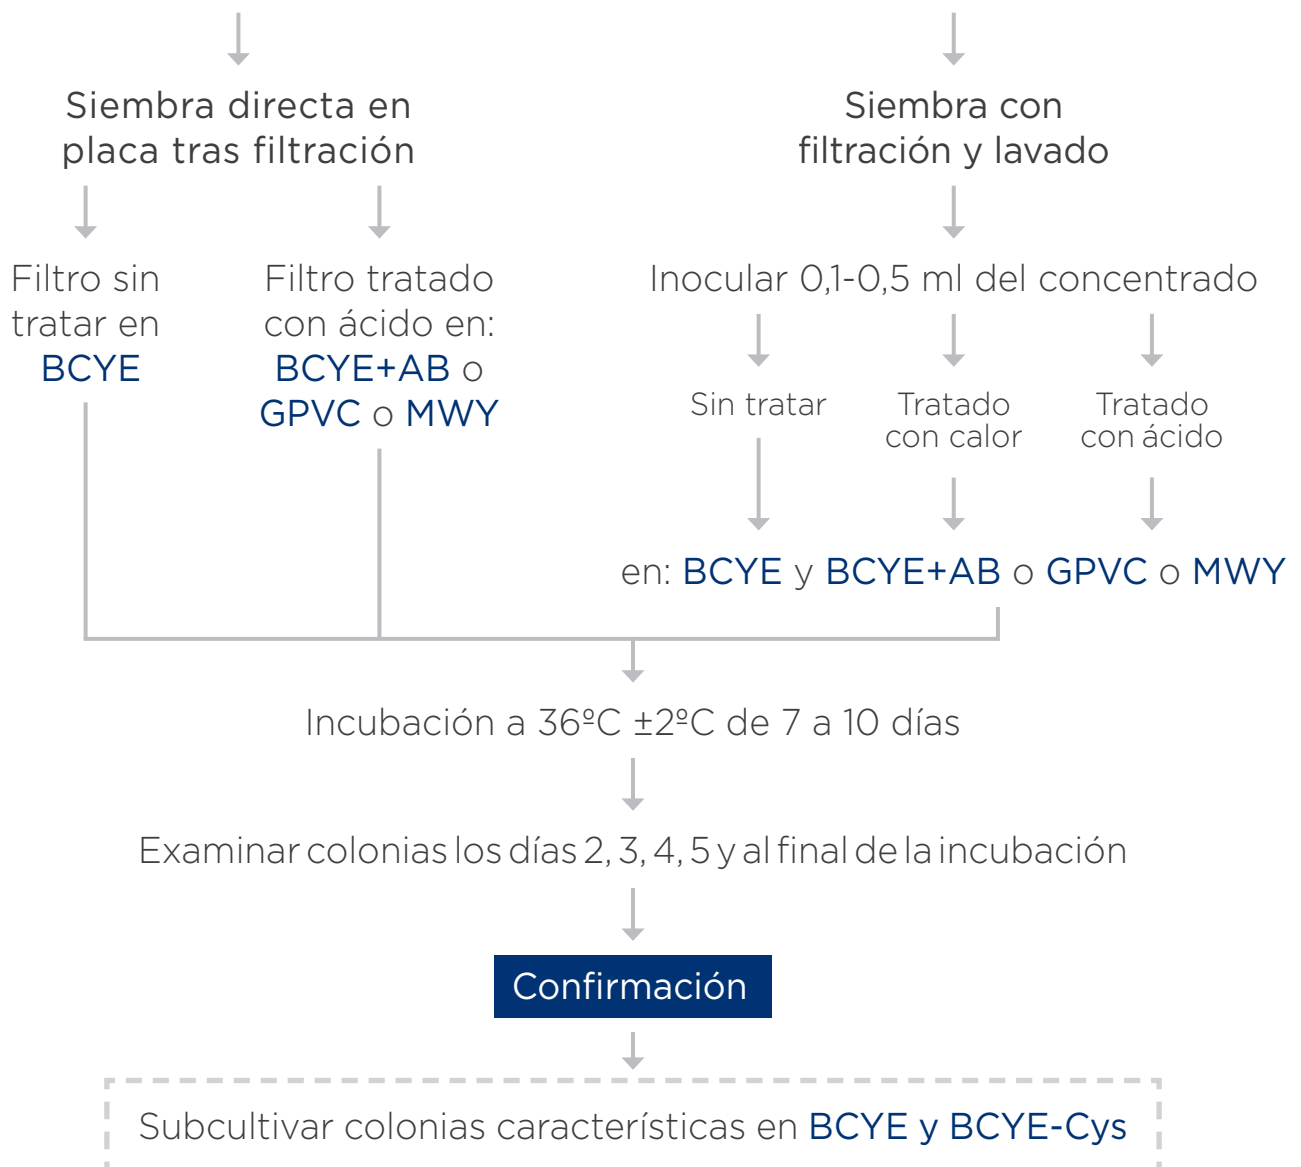 Siembra directa en
placa tras filtración
Filtro sin
tratar en
BCYE
Filtro tratado
con ácido en:
BCYE+AB o
GPVC o MWY
Siembra con
filtración y lavado
Inocular 0,1-0,5 ml del concentrado
Sin tratar
Tratado
con calor
Tratado
con ácido
en: BCYE y BCYE+AB o GPVC o MWY
Incubación a 36ºC ±2ºC de 7 a 10 días
Examinar colonias los días 2, 3, 4, 5 y al final de la incubación
Confirmación
Subcultivar colonias características en BCYE y BCYE-Cys